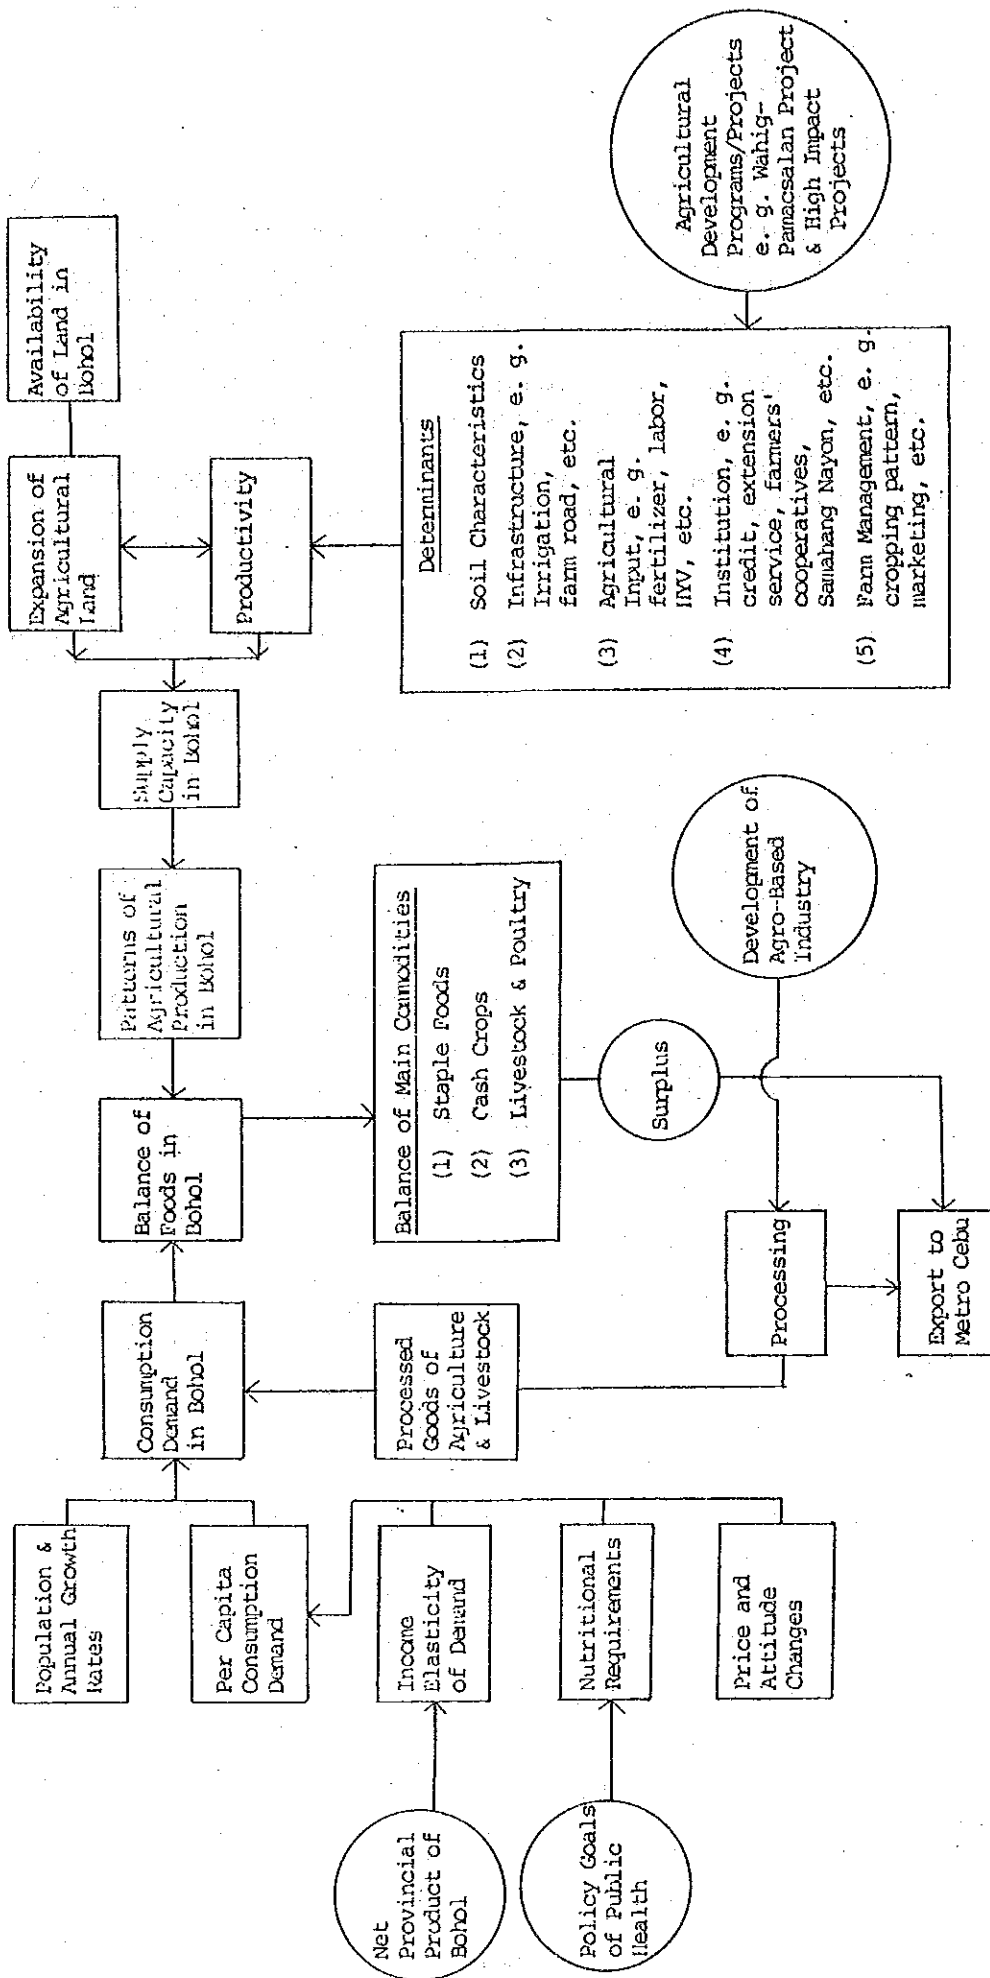 Population &
Annual Growth
Rates
Per Capita
Consumption
Demand
Net
Provincial
Product of
Bohol
Income
Elasticity
of Demand
Policy Goals
of Public
Health
Nutritional
Requirements
Price and
Attitude
Changes
Consumption
Demand
in Bohol
Processed
Goods of
Agriculture
& Livestock
Processing
Export to
Metro Cebu
Balance of
Foods in
Bohol
Balance of Main Commodities
(1) Staple Foods
(2) Cash Crops
(3) Livestock & Poultry
Surplus
Development of
Agro-Based
Industry
Patterns of
Agricultural
Production
in Bohol
Supply
Capacity
in Bohol
Expansion of
Agricultural
Land
Availability
of Land in
Bohol
Productivity
Determinants
(1) Soil Characteristics
(2) Infrastructure, e. g.
Irrigation,
farm road, etc.
(3) Agricultural
Input, e. g.
fertilizer, labor,
HYV, etc.
(4) Institution, e. g.
credit, extension
service, farmers'
cooperatives,
Samahang Nayon, etc.
(5) Farm Management, e. g.
cropping pattern,
marketing, etc.
Agricultural
Development
Programs/Projects
e. g. Wahig-
Pamacsalan Project
& High Impact
Projects